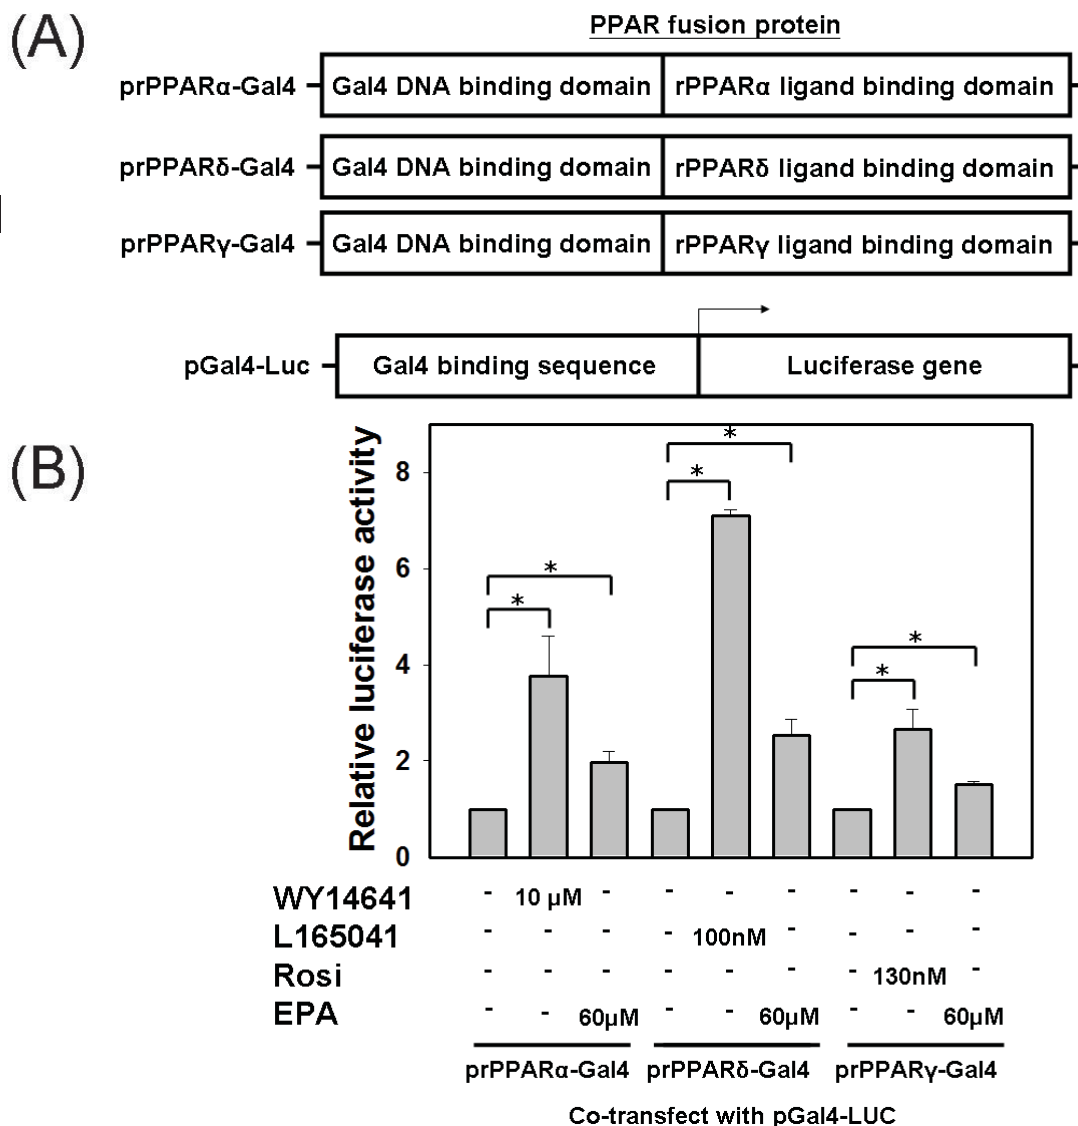 (A)
PPAR fusion protein
prPPARα-Gal4 Gal4 DNA binding domain rPPARα ligand binding domain
prPPARδ-Gal4 Gal4 DNA binding domain rPPARδ ligand binding domain
prPPARγ-Gal4 Gal4 DNA binding domain rPPARγ ligand binding domain
pGal4-Luc Gal4 binding sequence Luciferase gene
(B)
Relative luciferase activity
8
6
4
2
0
* * * * * *
WY14641 - 10 μM - - - - - - -
L165041 - - - - 100nM - - - -
Rosi - - - - - - - 130nM -
EPA - - 60μM - - 60μM - - 60μM
prPPARα-Gal4 prPPARδ-Gal4 prPPARγ-Gal4
Co-transfect with pGal4-LUC